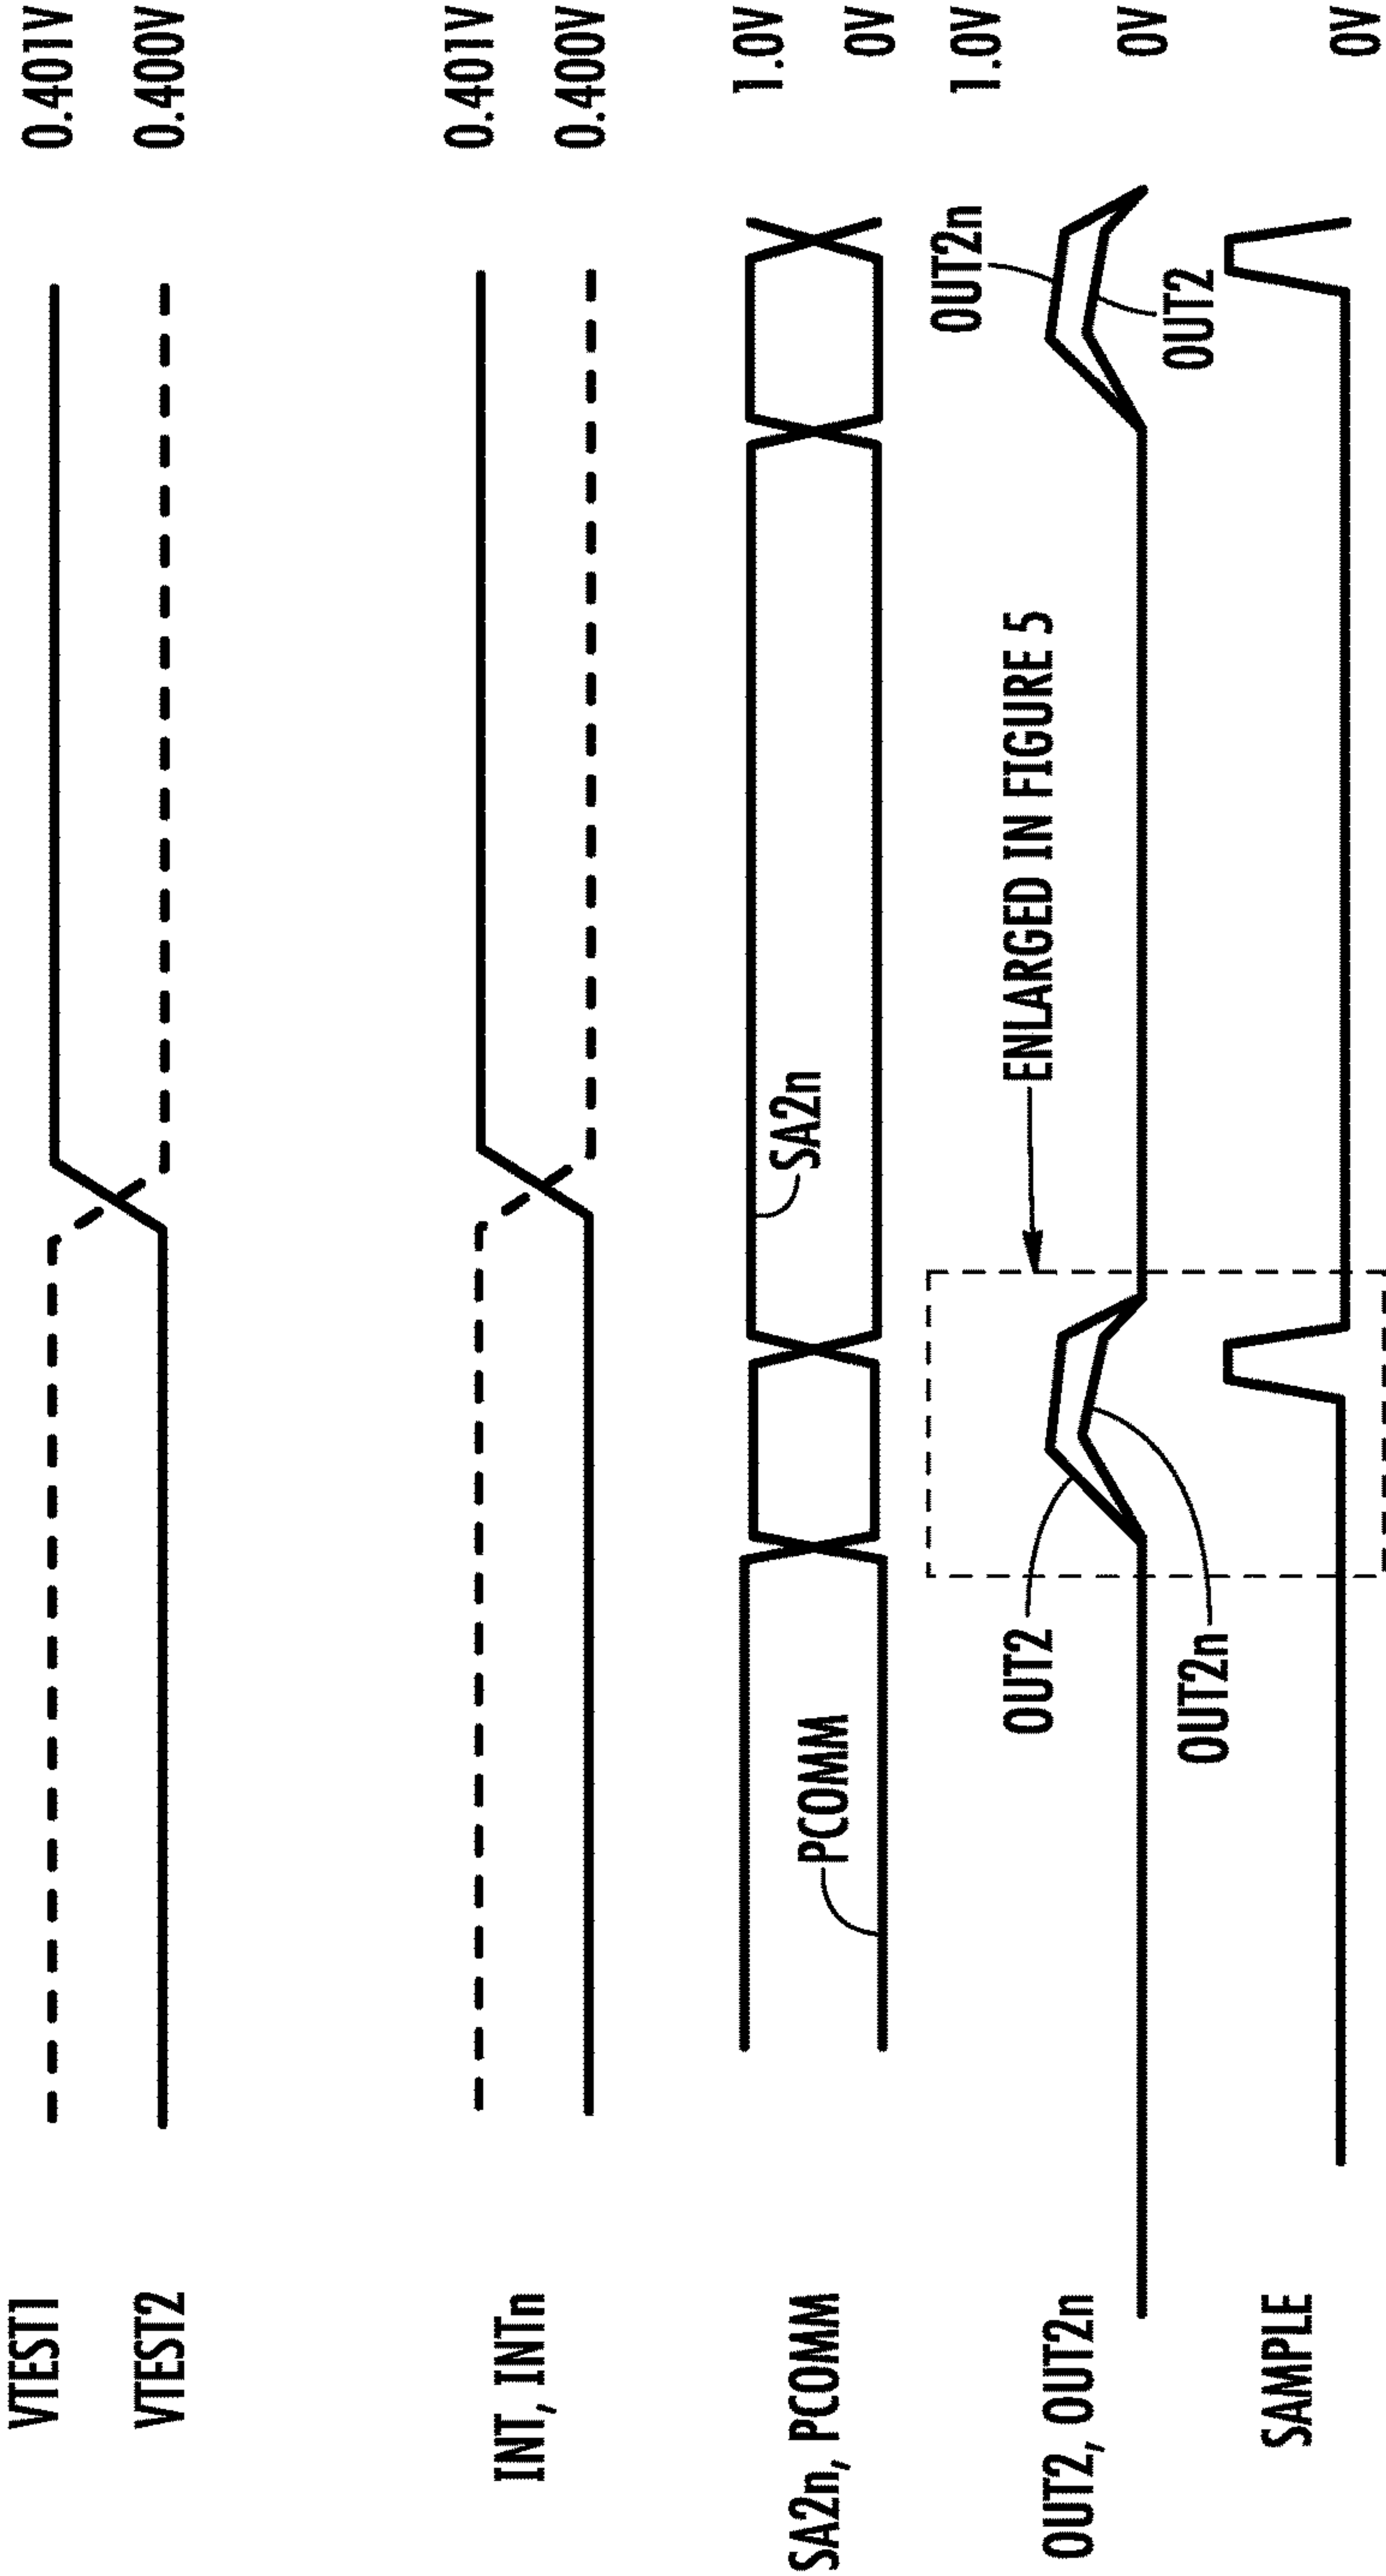 VTEST1
0.401V
VTEST2
0.400V
INT, INTn
0.401V
0.400V
SA2n, PCOMM
PCOMM
SA2n
1.0V
0V
OUT2, OUT2n
OUT2
OUT2n
ENLARGED IN FIGURE 5
OUT2n
OUT2
1.0V
0V
SAMPLE
0V